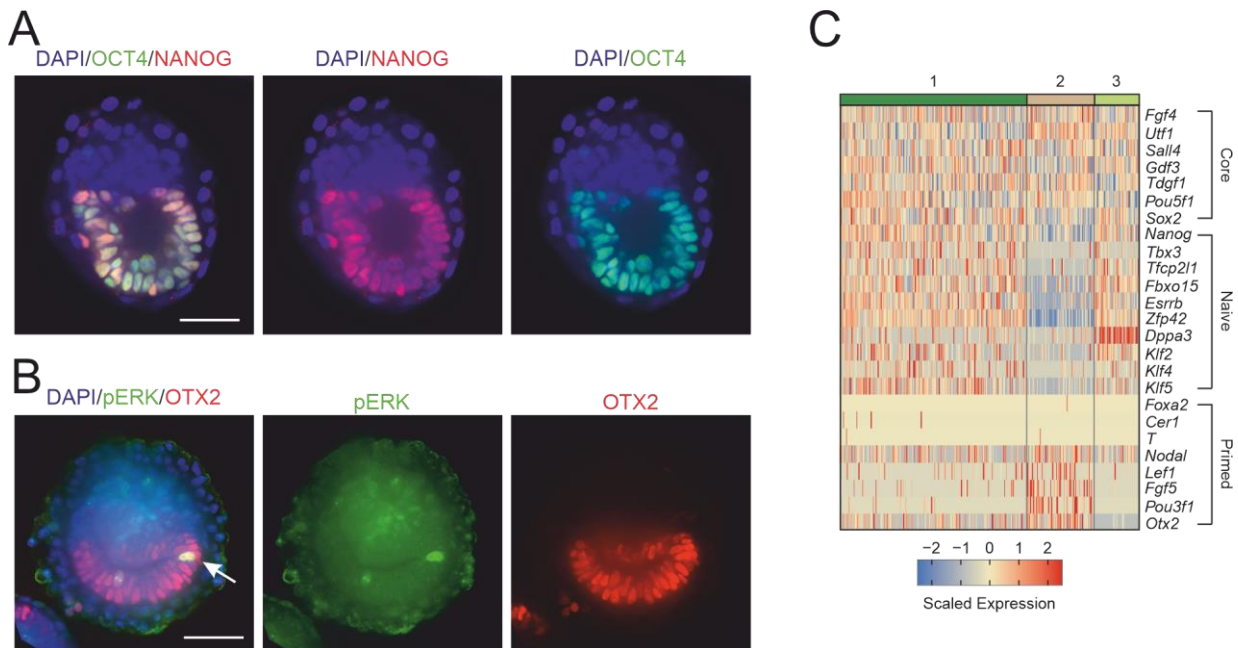 A
DAPI/OCT4/NANOG
DAPI/NANOG
DAPI/OCT4
B
DAPI/pERK/OTX2
pERK
OTX2
C
1 2 3
Fgf4
Utf1
Sall4
Gdf3
Tdgf1
Pou5f1
Sox2
Core
Nanog
Tbx3
Tfcp2l1
Fbxo15
Esrrb
Zfp42
Dppa3
Klf2
Klf4
Klf5
Naive
Foxa2
Cer1
T
Nodal
Lef1
Fgf5
Pou3f1
Otx2
Primed
−2 −1 0 1 2
Scaled Expression